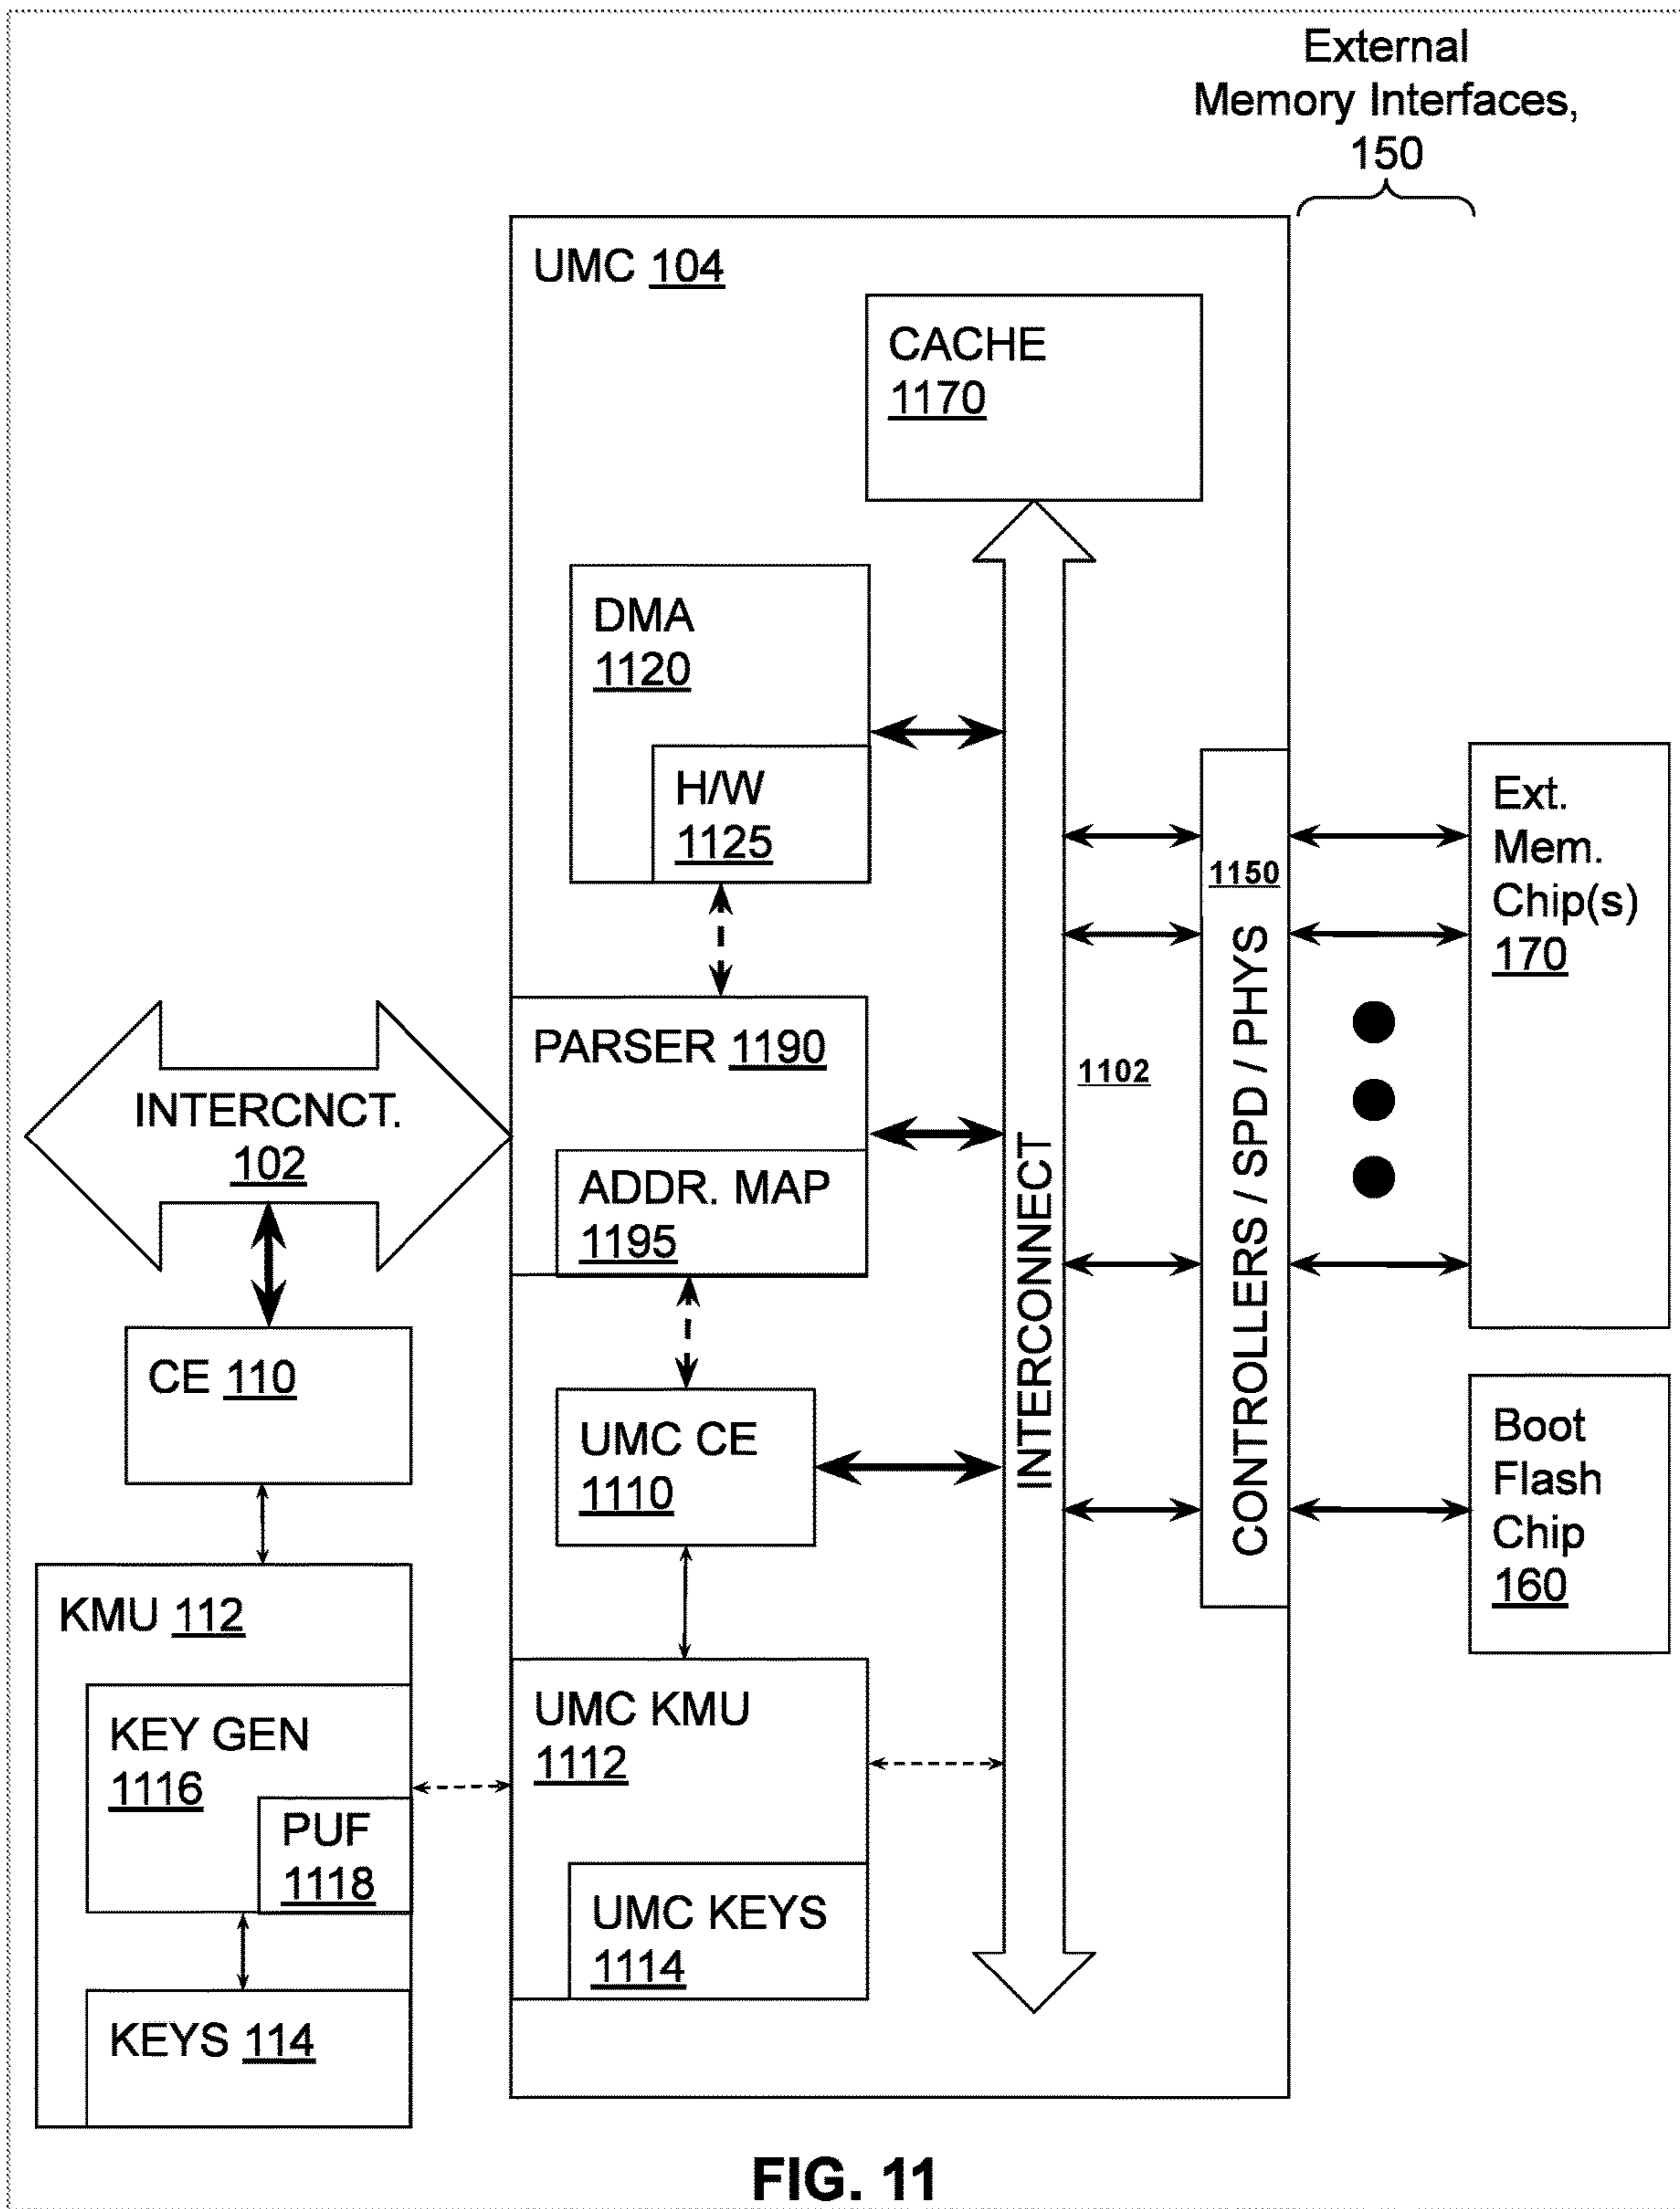 External
Memory Interfaces,
150
UMC 104
CACHE
1170
DMA
1120
H/W
1125
PARSER 1190
ADDR. MAP
1195
INTERCNCT.
102
CE 110
UMC CE
1110
KMU 112
KEY GEN
1116
PUF
1118
KEYS 114
UMC KMU
1112
UMC KEYS
1114
INTERCONNECT
1102
1150
CONTROLLERS / SPD / PHYS
Ext.
Mem.
Chip(s)
170
Boot
Flash
Chip
160
FIG. 11